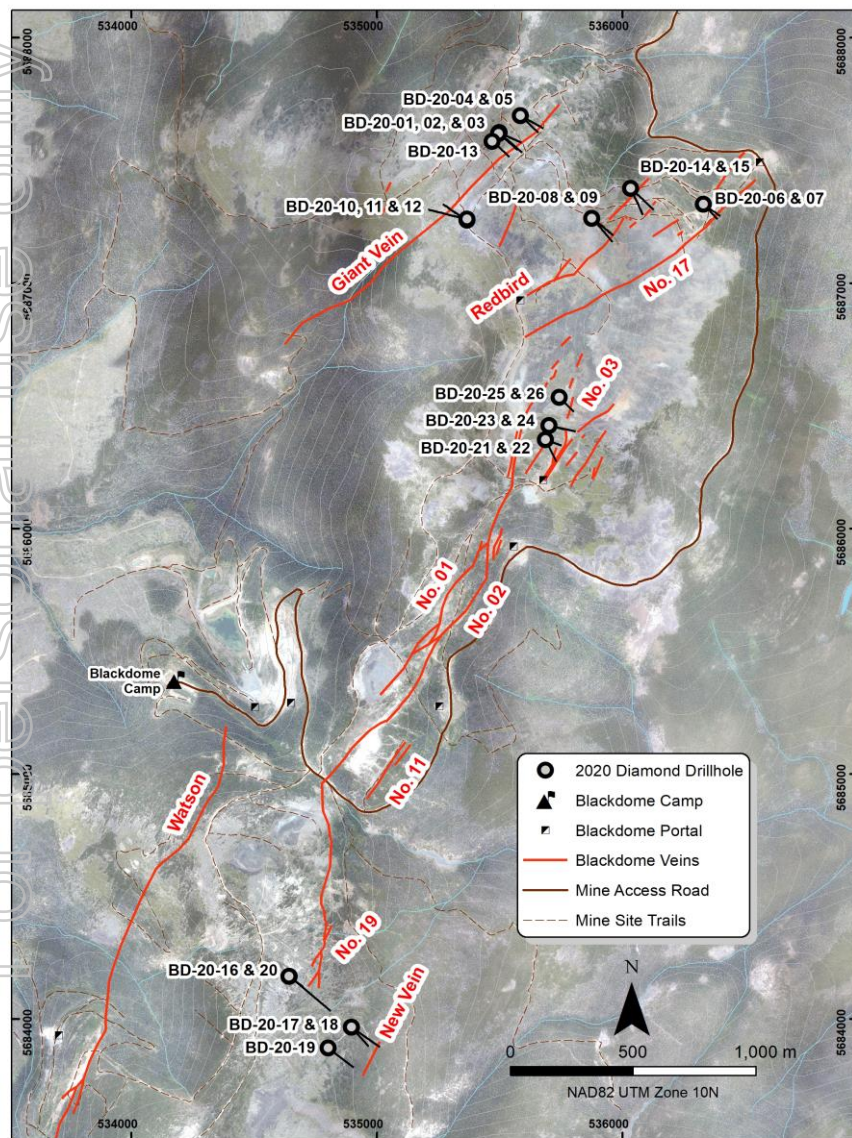 534000
535000
536000
5688000
5688000
BD-20-04 & 05
BD-20-01, 02, & 03
BD-20-13
BD-20-14 & 15
BD-20-10, 11 & 12
BD-20-08 & 09
BD-20-06 & 07
Giant Vein
Redbird
No. 17
5687000
5687000
No. 03
BD-20-25 & 26
BD-20-23 & 24
BD-20-21 & 22
5686000
5686000
No. 01
No. 02
Blackdome
Camp
No. 11
Watson
5685000
5685000
2020 Diamond Drillhole
Blackdome Camp
Blackdome Portal
Blackdome Veins
Mine Access Road
Mine Site Trails
No. 19
BD-20-16 & 20
New Vein
BD-20-17 & 18
BD-20-19
5684000
5684000
N
0
500
1,000 m
NAD82 UTM Zone 10N
534000
535000
536000